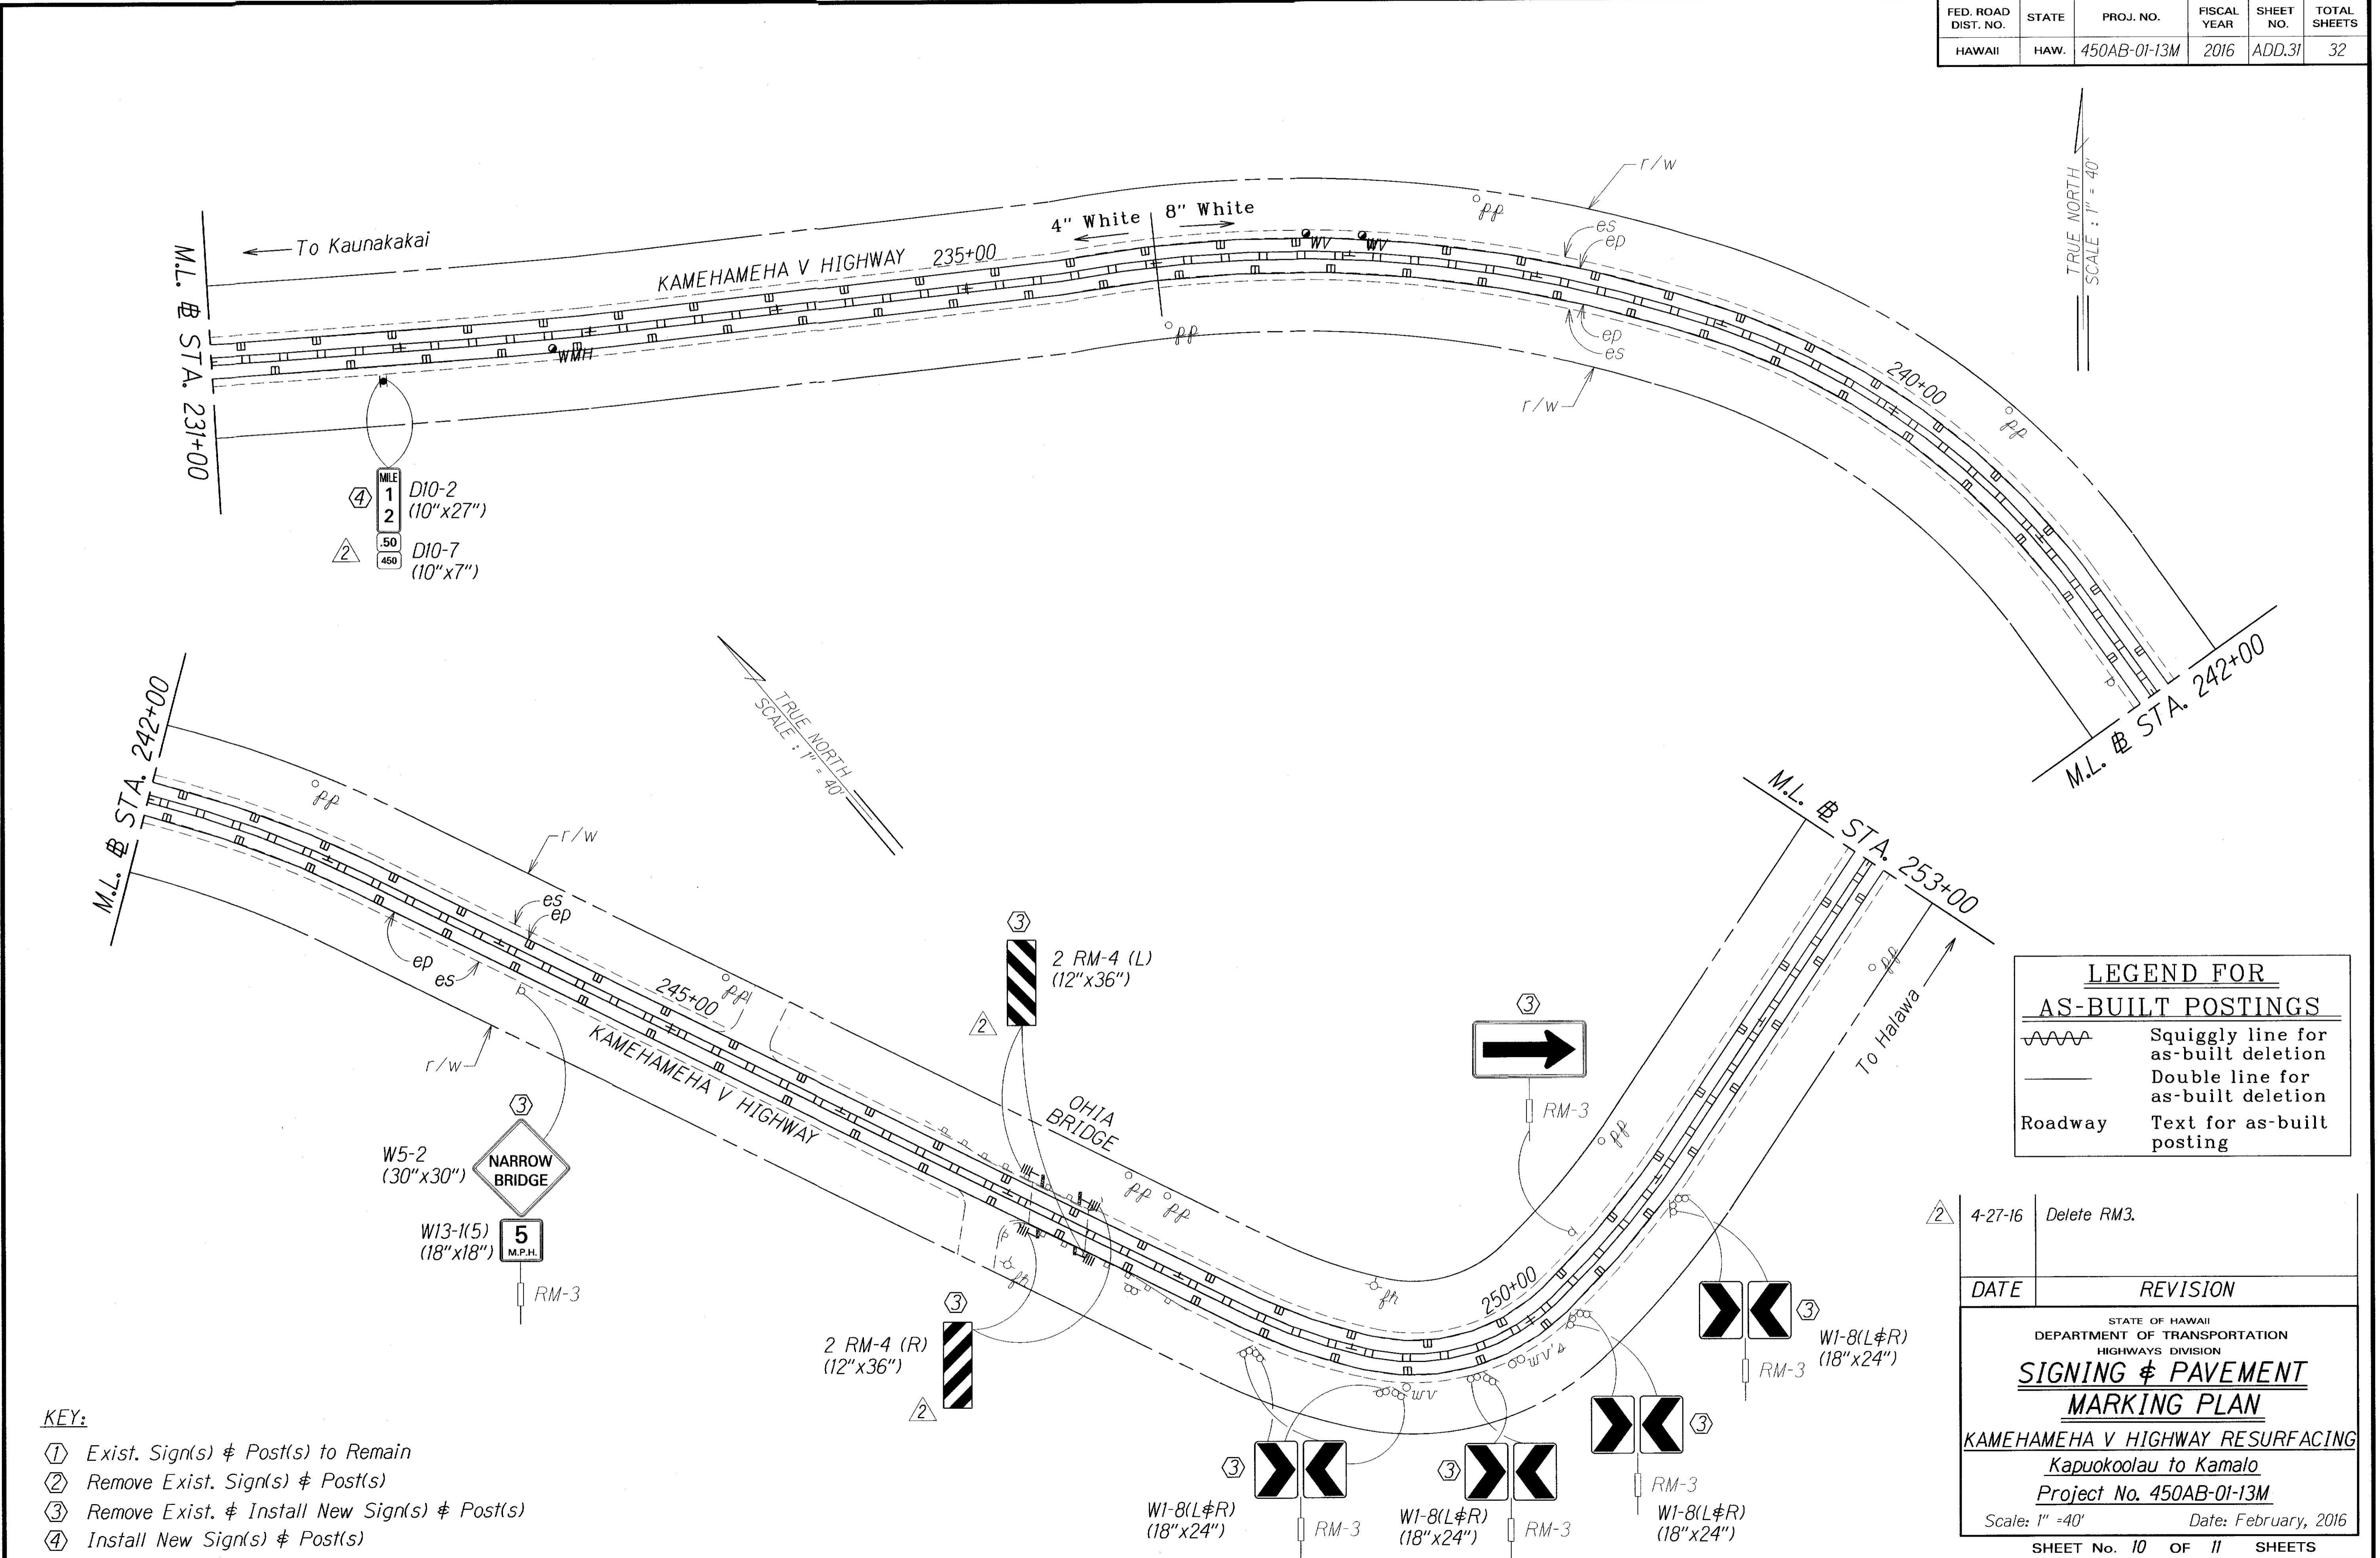 FED. ROAD DIST. NO. STATE PROJ. NO. FISCAL YEAR SHEET NO. TOTAL SHEETS
HAWAII HAW. 450AB-01-13M 2016 ADD.31 32
TRUE NORTH
SCALE : 1" = 40'
To Kaunakakai
KAMEHAMEHA V HIGHWAY
235+00
4" White
8" White
WV
WV
pp
r/w
es
ep
M.L. BL STA. 231+00
WMH
pp
ep
es
r/w
240+00
pp
4
MILE
1
2
D10-2
(10"x27")
2
.50
450
D10-7
(10"x7")
M.L. BL STA. 242+00
M.L. BL STA. 242+00
TRUE NORTH
SCALE : 1" = 40'
pp
r/w
es
ep
ep
es
r/w
245+00
pp
KAMEHAMEHA V HIGHWAY
3
2 RM-4 (L)
(12"x36")
2
OHIA
BRIDGE
pp
pp
fh
3
RM-3
pp
M.L. BL STA. 253+00
pp
To Halawa
3
NARROW
BRIDGE
W5-2
(30"x30")
W13-1(5)
(18"x18")
5
M.P.H.
RM-3
3
2 RM-4 (R)
(12"x36")
2
fh
250+00
wv's
wv
3
W1-8(L&R)
(18"x24")
RM-3
3
W1-8(L&R)
(18"x24")
RM-3
3
RM-3
W1-8(L&R)
(18"x24")
3
W1-8(L&R)
(18"x24")
RM-3
LEGEND FOR
AS-BUILT POSTINGS
Squiggly line for
as-built deletion
Double line for
as-built deletion
Roadway Text for as-built
posting
2 4-27-16 Delete RM3.
DATE REVISION
STATE OF HAWAII
DEPARTMENT OF TRANSPORTATION
HIGHWAYS DIVISION
SIGNING & PAVEMENT
MARKING PLAN
KAMEHAMEHA V HIGHWAY RESURFACING
Kapuokoolau to Kamalo
Project No. 450AB-01-13M
Scale: 1" =40' Date: February, 2016
SHEET No. 10 OF 11 SHEETS
KEY:
1 Exist. Sign(s) & Post(s) to Remain
2 Remove Exist. Sign(s) & Post(s)
3 Remove Exist. & Install New Sign(s) & Post(s)
4 Install New Sign(s) & Post(s)